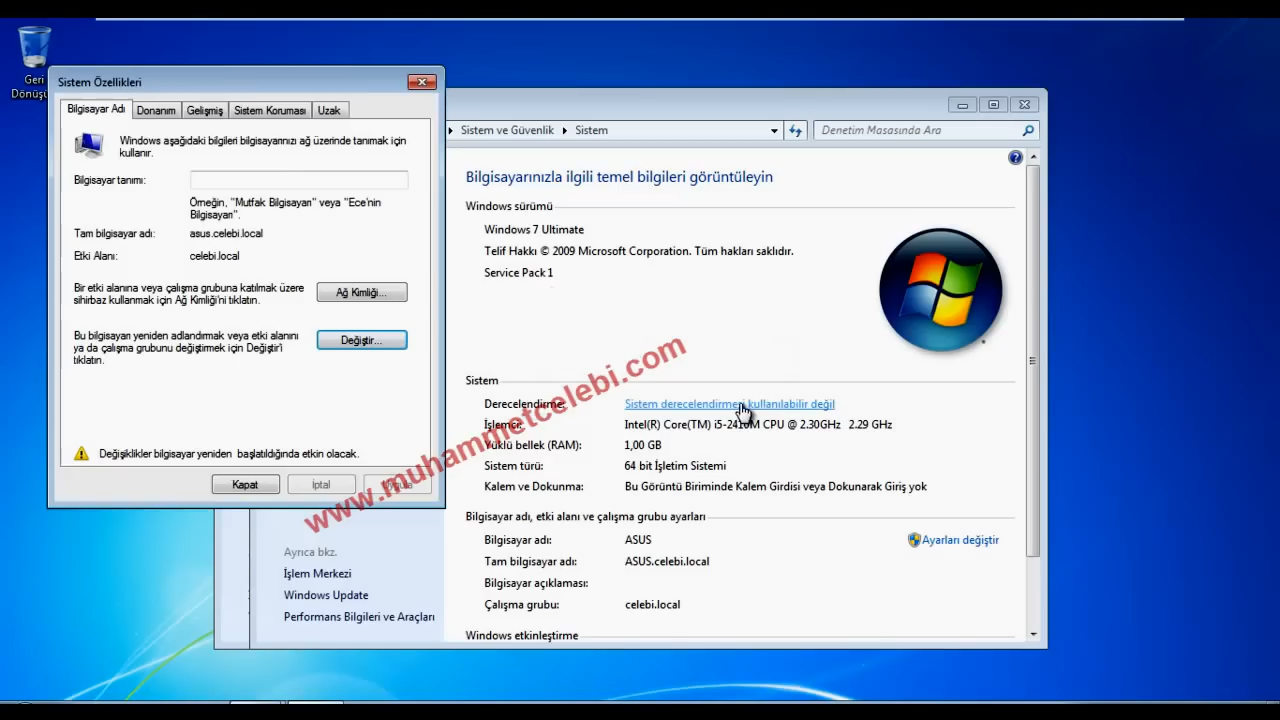 Geri
Dönüşü
Sistem Özellikleri
Bilgisayar Adı
Donanım
Gelişmiş
Sistem Koruması
Uzak
Windows aşağıdaki bilgileri bilgisayarınızı ağ üzerinde tanımak için
kullanır.
Bilgisayar tanımı:
Örneğin, "Mutfak Bilgisayarı" veya "Ece'nin
Bilgisayarı".
Tam bilgisayar adı:
asus.celebi.local
Etki Alanı:
celebi.local
Bir etki alanına veya çalışma grubuna katılmak üzere
sihirbaz kullanmak için Ağ Kimliği'ni tıklatın.
Ağ Kimliği...
Bu bilgisayarı yeniden adlandırmak veya etki alanını
ya da çalışma grubunu değiştirmek için Değiştir'i
tıklatın.
Değiştir...
Değişiklikler bilgisayar yeniden başlatıldığında etkin olacak.
Kapat
İptal
Uygula
Sistem ve Güvenlik
Sistem
Denetim Masasında Ara
Bilgisayarınızla ilgili temel bilgileri görüntüleyin
Windows sürümü
Windows 7 Ultimate
Telif Hakkı © 2009 Microsoft Corporation. Tüm hakları saklıdır.
Service Pack 1
Sistem
Derecelendirme:
Sistem derecelendirmesi kullanılabilir değil
İşlemci:
Intel(R) Core(TM) i5-2410M CPU @ 2.30GHz 2.29 GHz
Yüklü bellek (RAM):
1,00 GB
Sistem türü:
64 bit İşletim Sistemi
Kalem ve Dokunma:
Bu Görüntü Biriminde Kalem Girdisi veya Dokunarak Giriş yok
Bilgisayar adı, etki alanı ve çalışma grubu ayarları
Bilgisayar adı:
ASUS
Ayarları değiştir
Tam bilgisayar adı:
ASUS.celebi.local
Bilgisayar açıklaması:
Çalışma grubu:
celebi.local
Windows etkinleştirme
Ayrıca bkz.
İşlem Merkezi
Windows Update
Performans Bilgileri ve Araçları
www.muhammetcelebi.com